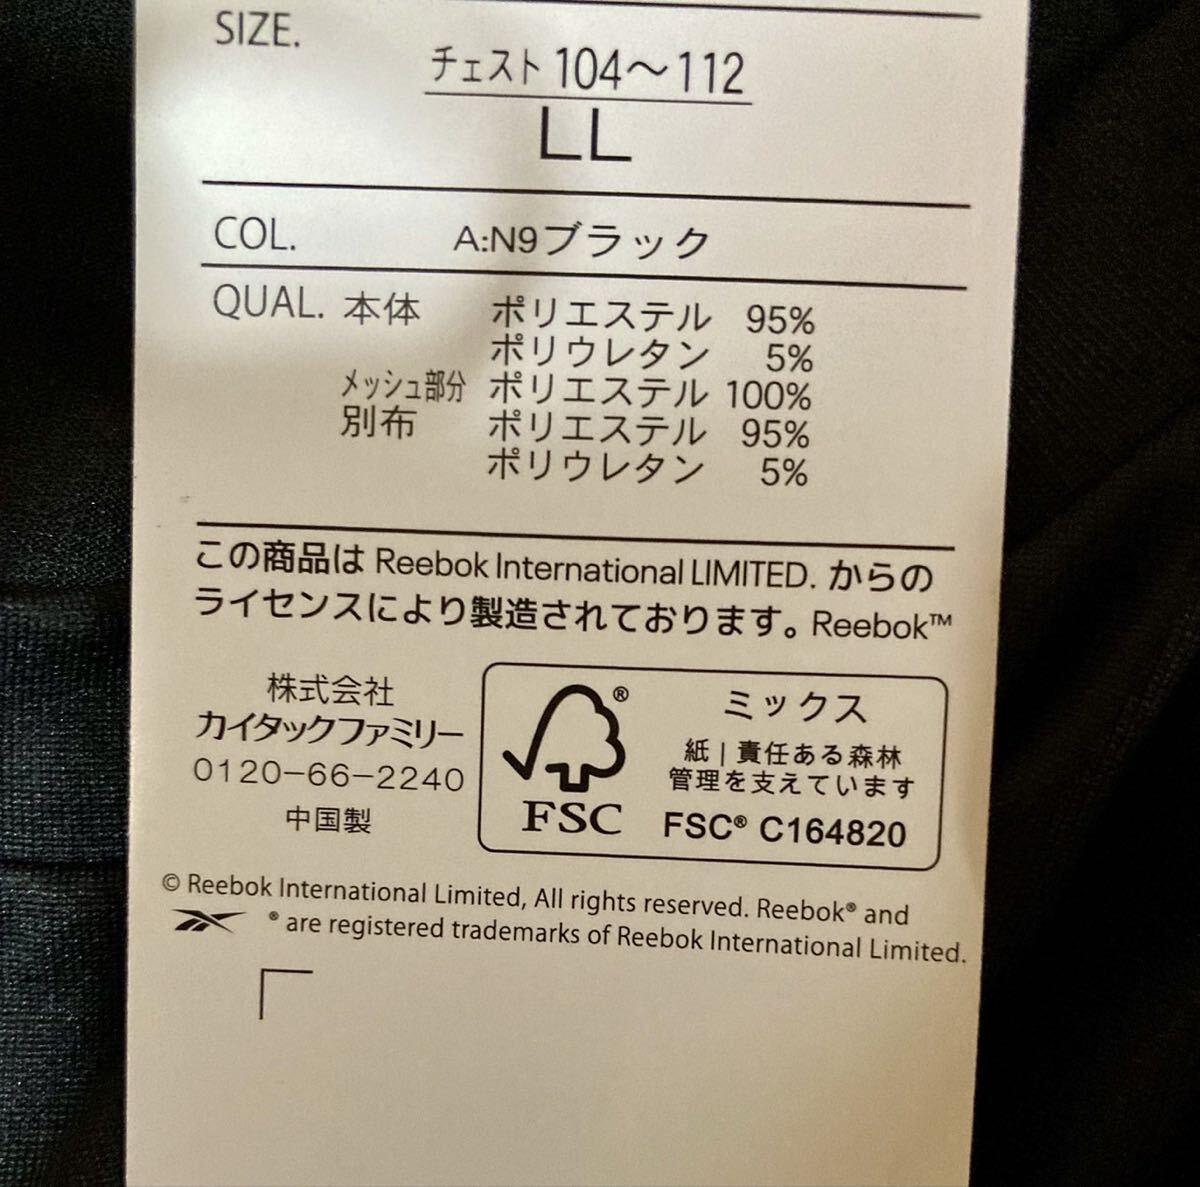 SIZE.
チェスト 104〜112
LL
COL. A:N9ブラック
QUAL. 本体 ポリエステル 95%
ポリウレタン 5%
メッシュ部分 ポリエステル 100%
別布 ポリエステル 95%
ポリウレタン 5%
この商品は Reebok International LIMITED. からの
ライセンスにより製造されております。Reebok™
株式会社
カイタックファミリー
0120-66-2240
中国製
®
FSC
ミックス
紙 | 責任ある森林
管理を支えています
FSC® C164820
© Reebok International Limited, All rights reserved. Reebok® and
® are registered trademarks of Reebok International Limited.